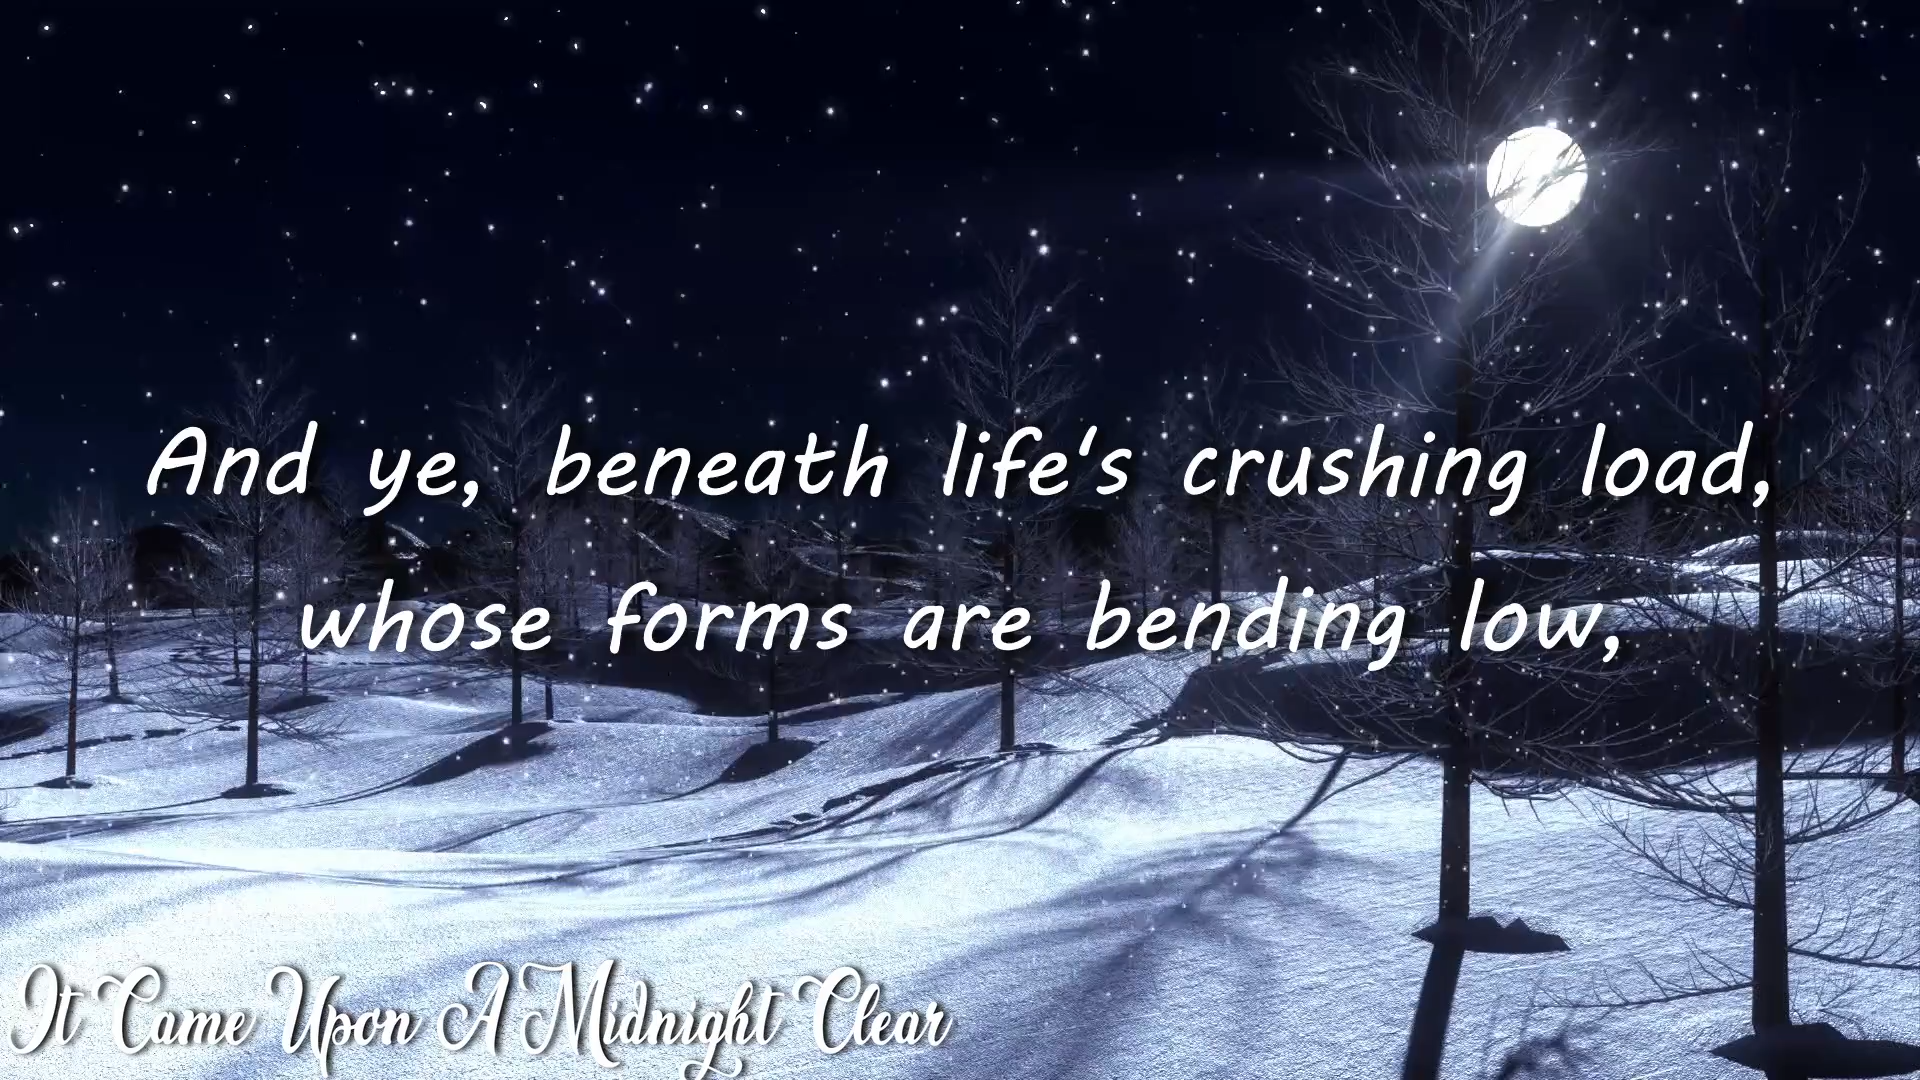 And ye, beneath life's crushing load,
whose forms are bending low,
It Came Upon A Midnight Clear